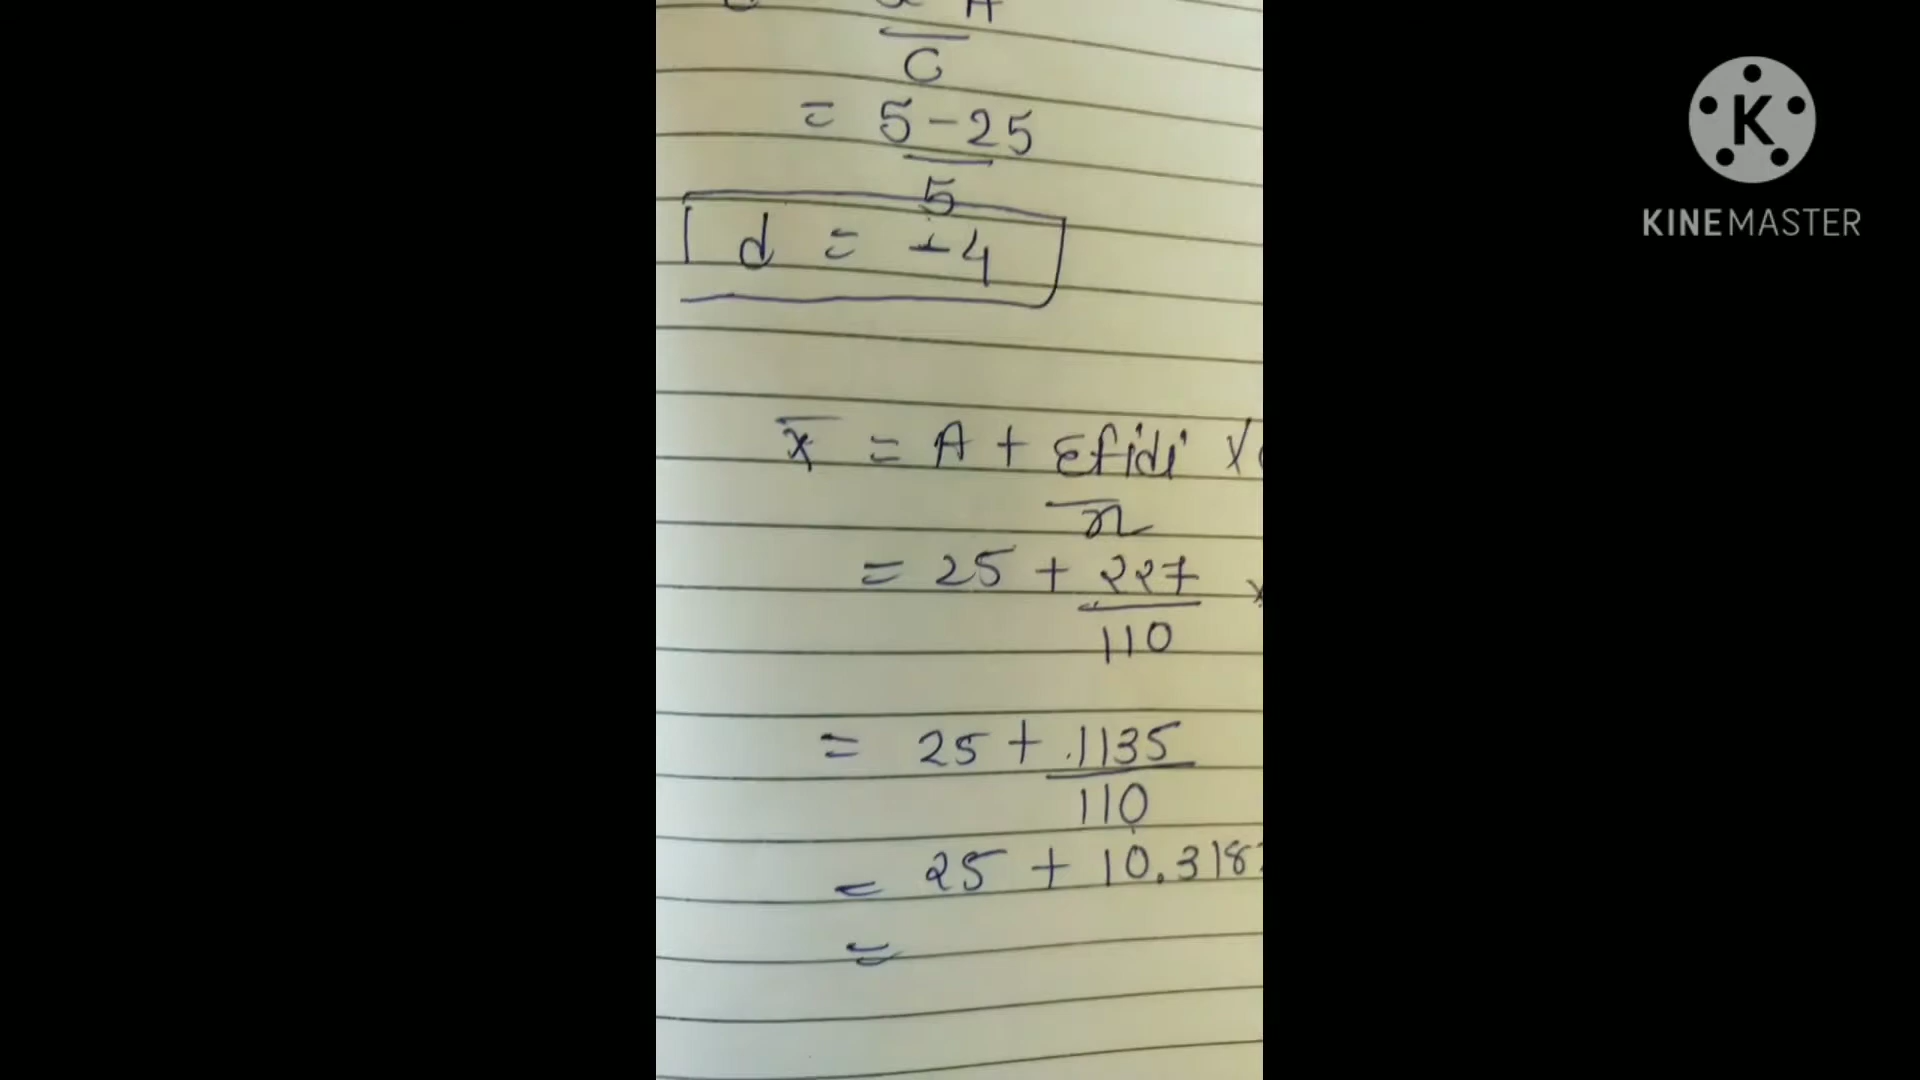 A
C
= 5-25
5
d = -4
x̄ = A + Σfidi ×
n
= 25 + 227 ×
110
= 25 + 1135
110
= 25 + 10.318
=
K
KINEMASTER